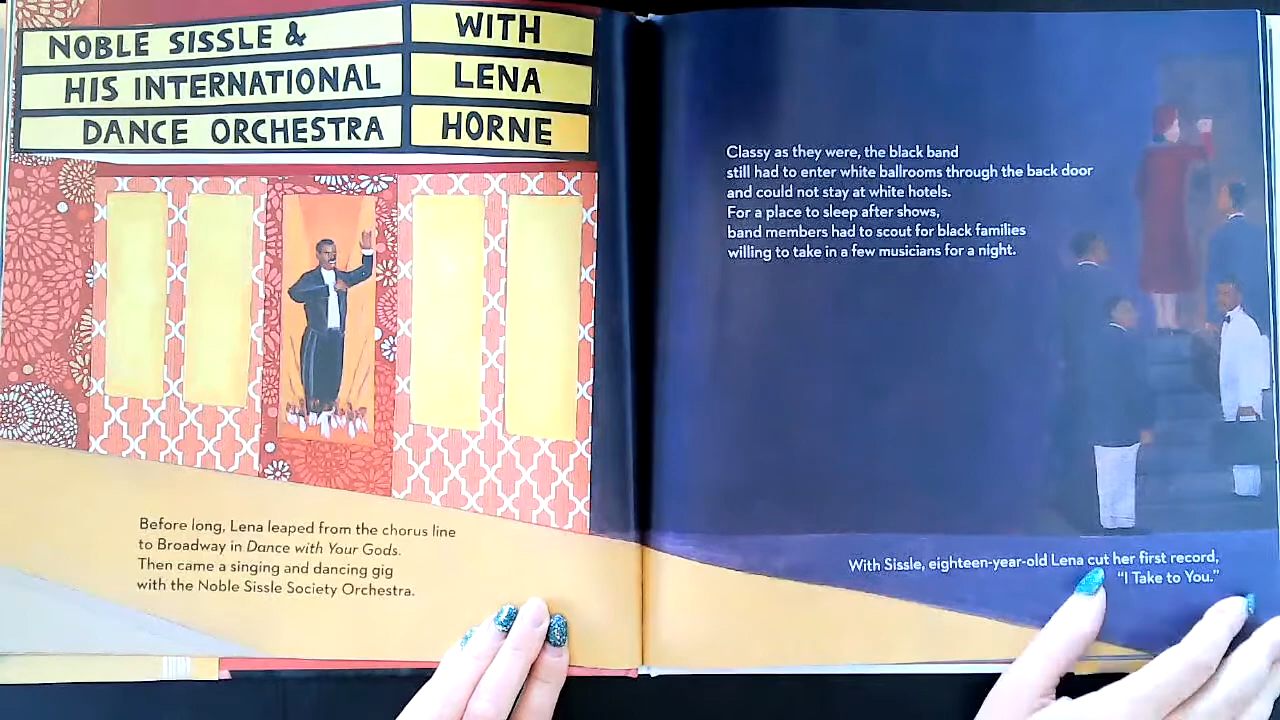 NOBLE SISSLE &
HIS INTERNATIONAL
DANCE ORCHESTRA
WITH
LENA
HORNE
Before long, Lena leaped from the chorus line
to Broadway in Dance with Your Gods.
Then came a singing and dancing gig
with the Noble Sissle Society Orchestra.
Classy as they were, the black band
still had to enter white ballrooms through the back door
and could not stay at white hotels.
For a place to sleep after shows,
band members had to scout for black families
willing to take in a few musicians for a night.
With Sissle, eighteen-year-old Lena cut her first record,
“I Take to You.”